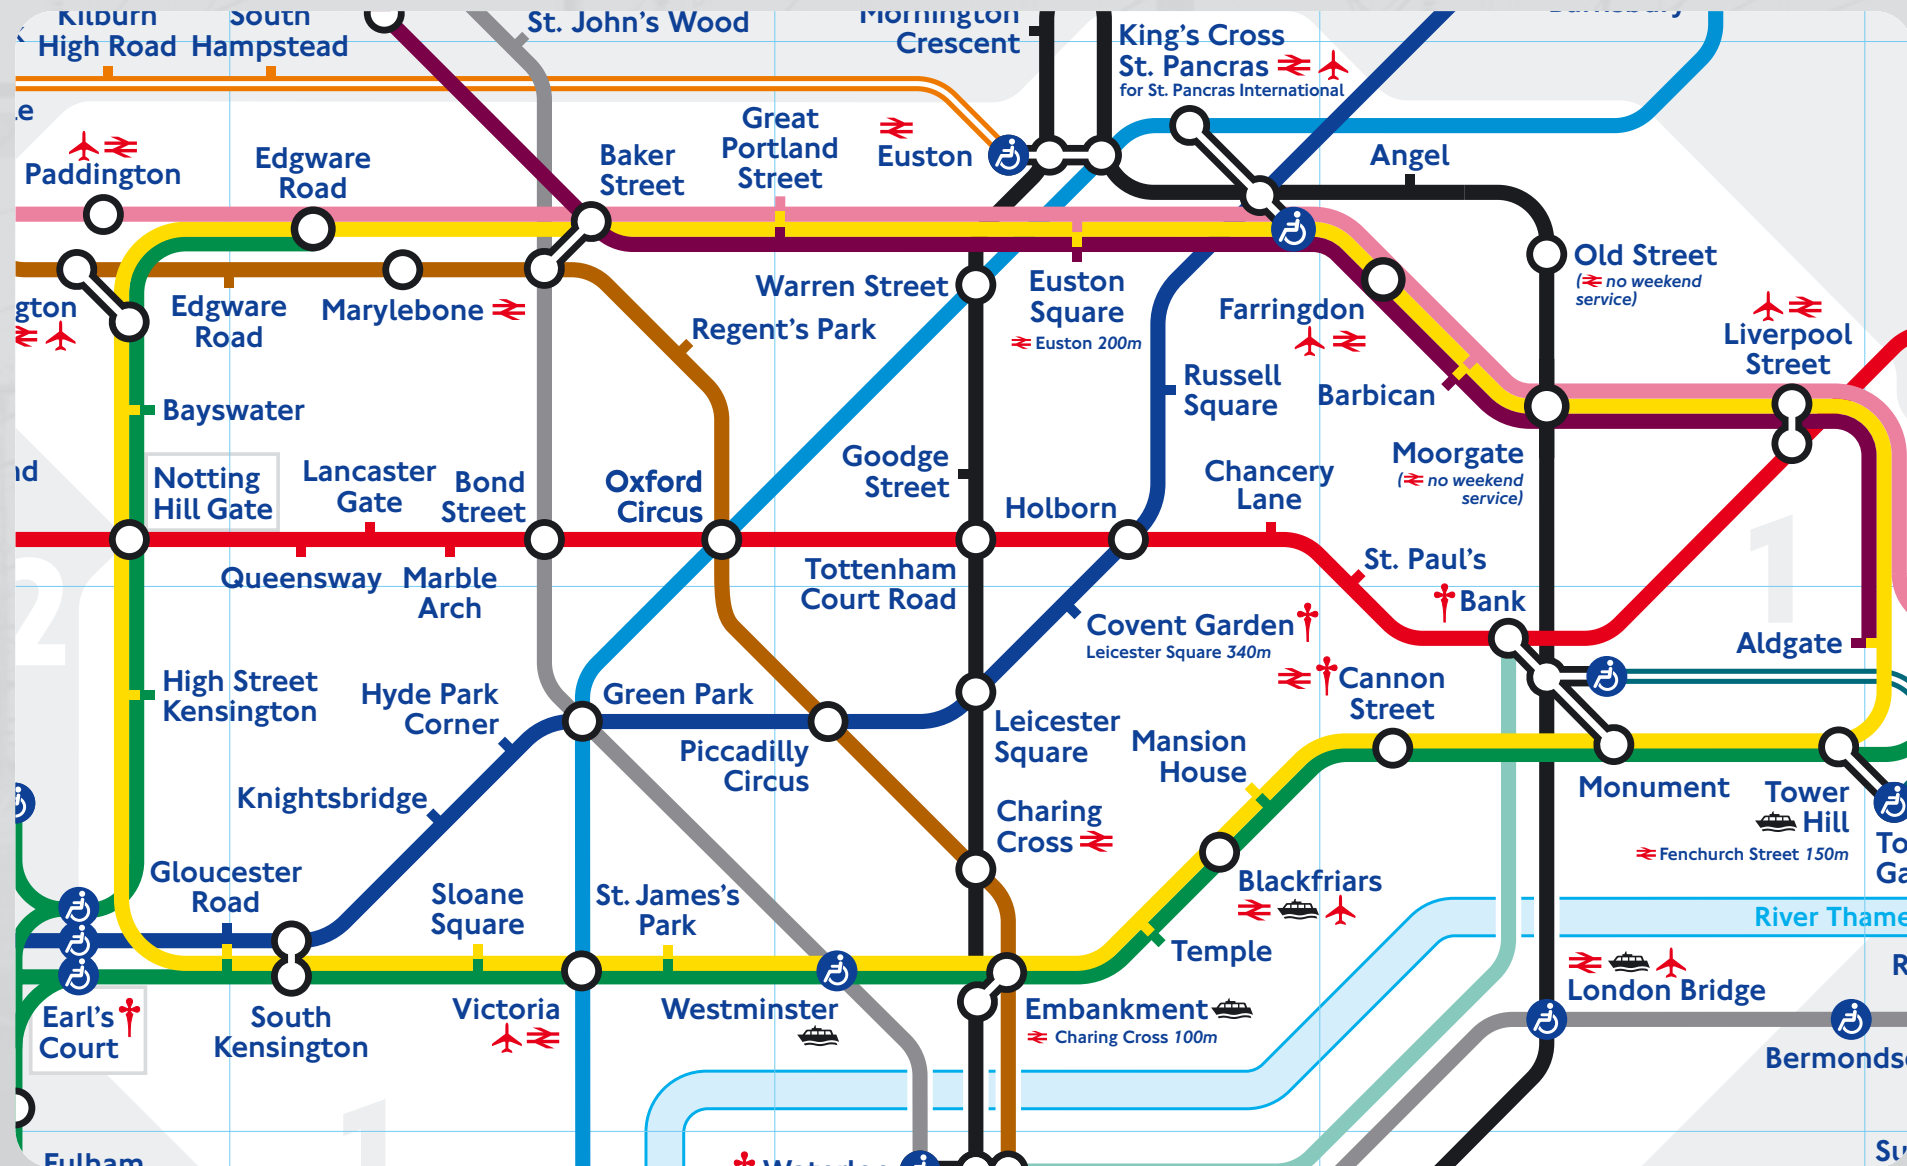 Kilburn
High Road
South
Hampstead
St. John's Wood
Mornington
Crescent
King's Cross
St. Pancras
for St. Pancras International
Paddington
Edgware
Road
Baker
Street
Great
Portland
Street
Euston
Angel
Old Street
(no weekend
service)
Edgware
Road
Marylebone
Warren Street
Regent's Park
Euston
Square
Euston 200m
Farringdon
Liverpool
Street
Bayswater
Russell
Square
Barbican
Moorgate
(no weekend
service)
Notting
Hill Gate
Lancaster
Gate
Bond
Street
Oxford
Circus
Goodge
Street
Holborn
Chancery
Lane
Queensway
Marble
Arch
Tottenham
Court Road
St. Paul's
Bank
Covent Garden
Leicester Square 340m
Aldgate
2
1
High Street
Kensington
Hyde Park
Corner
Green Park
Piccadilly
Circus
Leicester
Square
Cannon
Street
Mansion
House
Monument
Tower
Hill
Fenchurch Street 150m
Knightsbridge
Charing
Cross
Gloucester
Road
Sloane
Square
St. James's
Park
Blackfriars
Temple
River Thame
Earl's
Court
South
Kensington
Victoria
Westminster
Embankment
Charing Cross 100m
London Bridge
Bermonds
1
Fulham
Waterloo